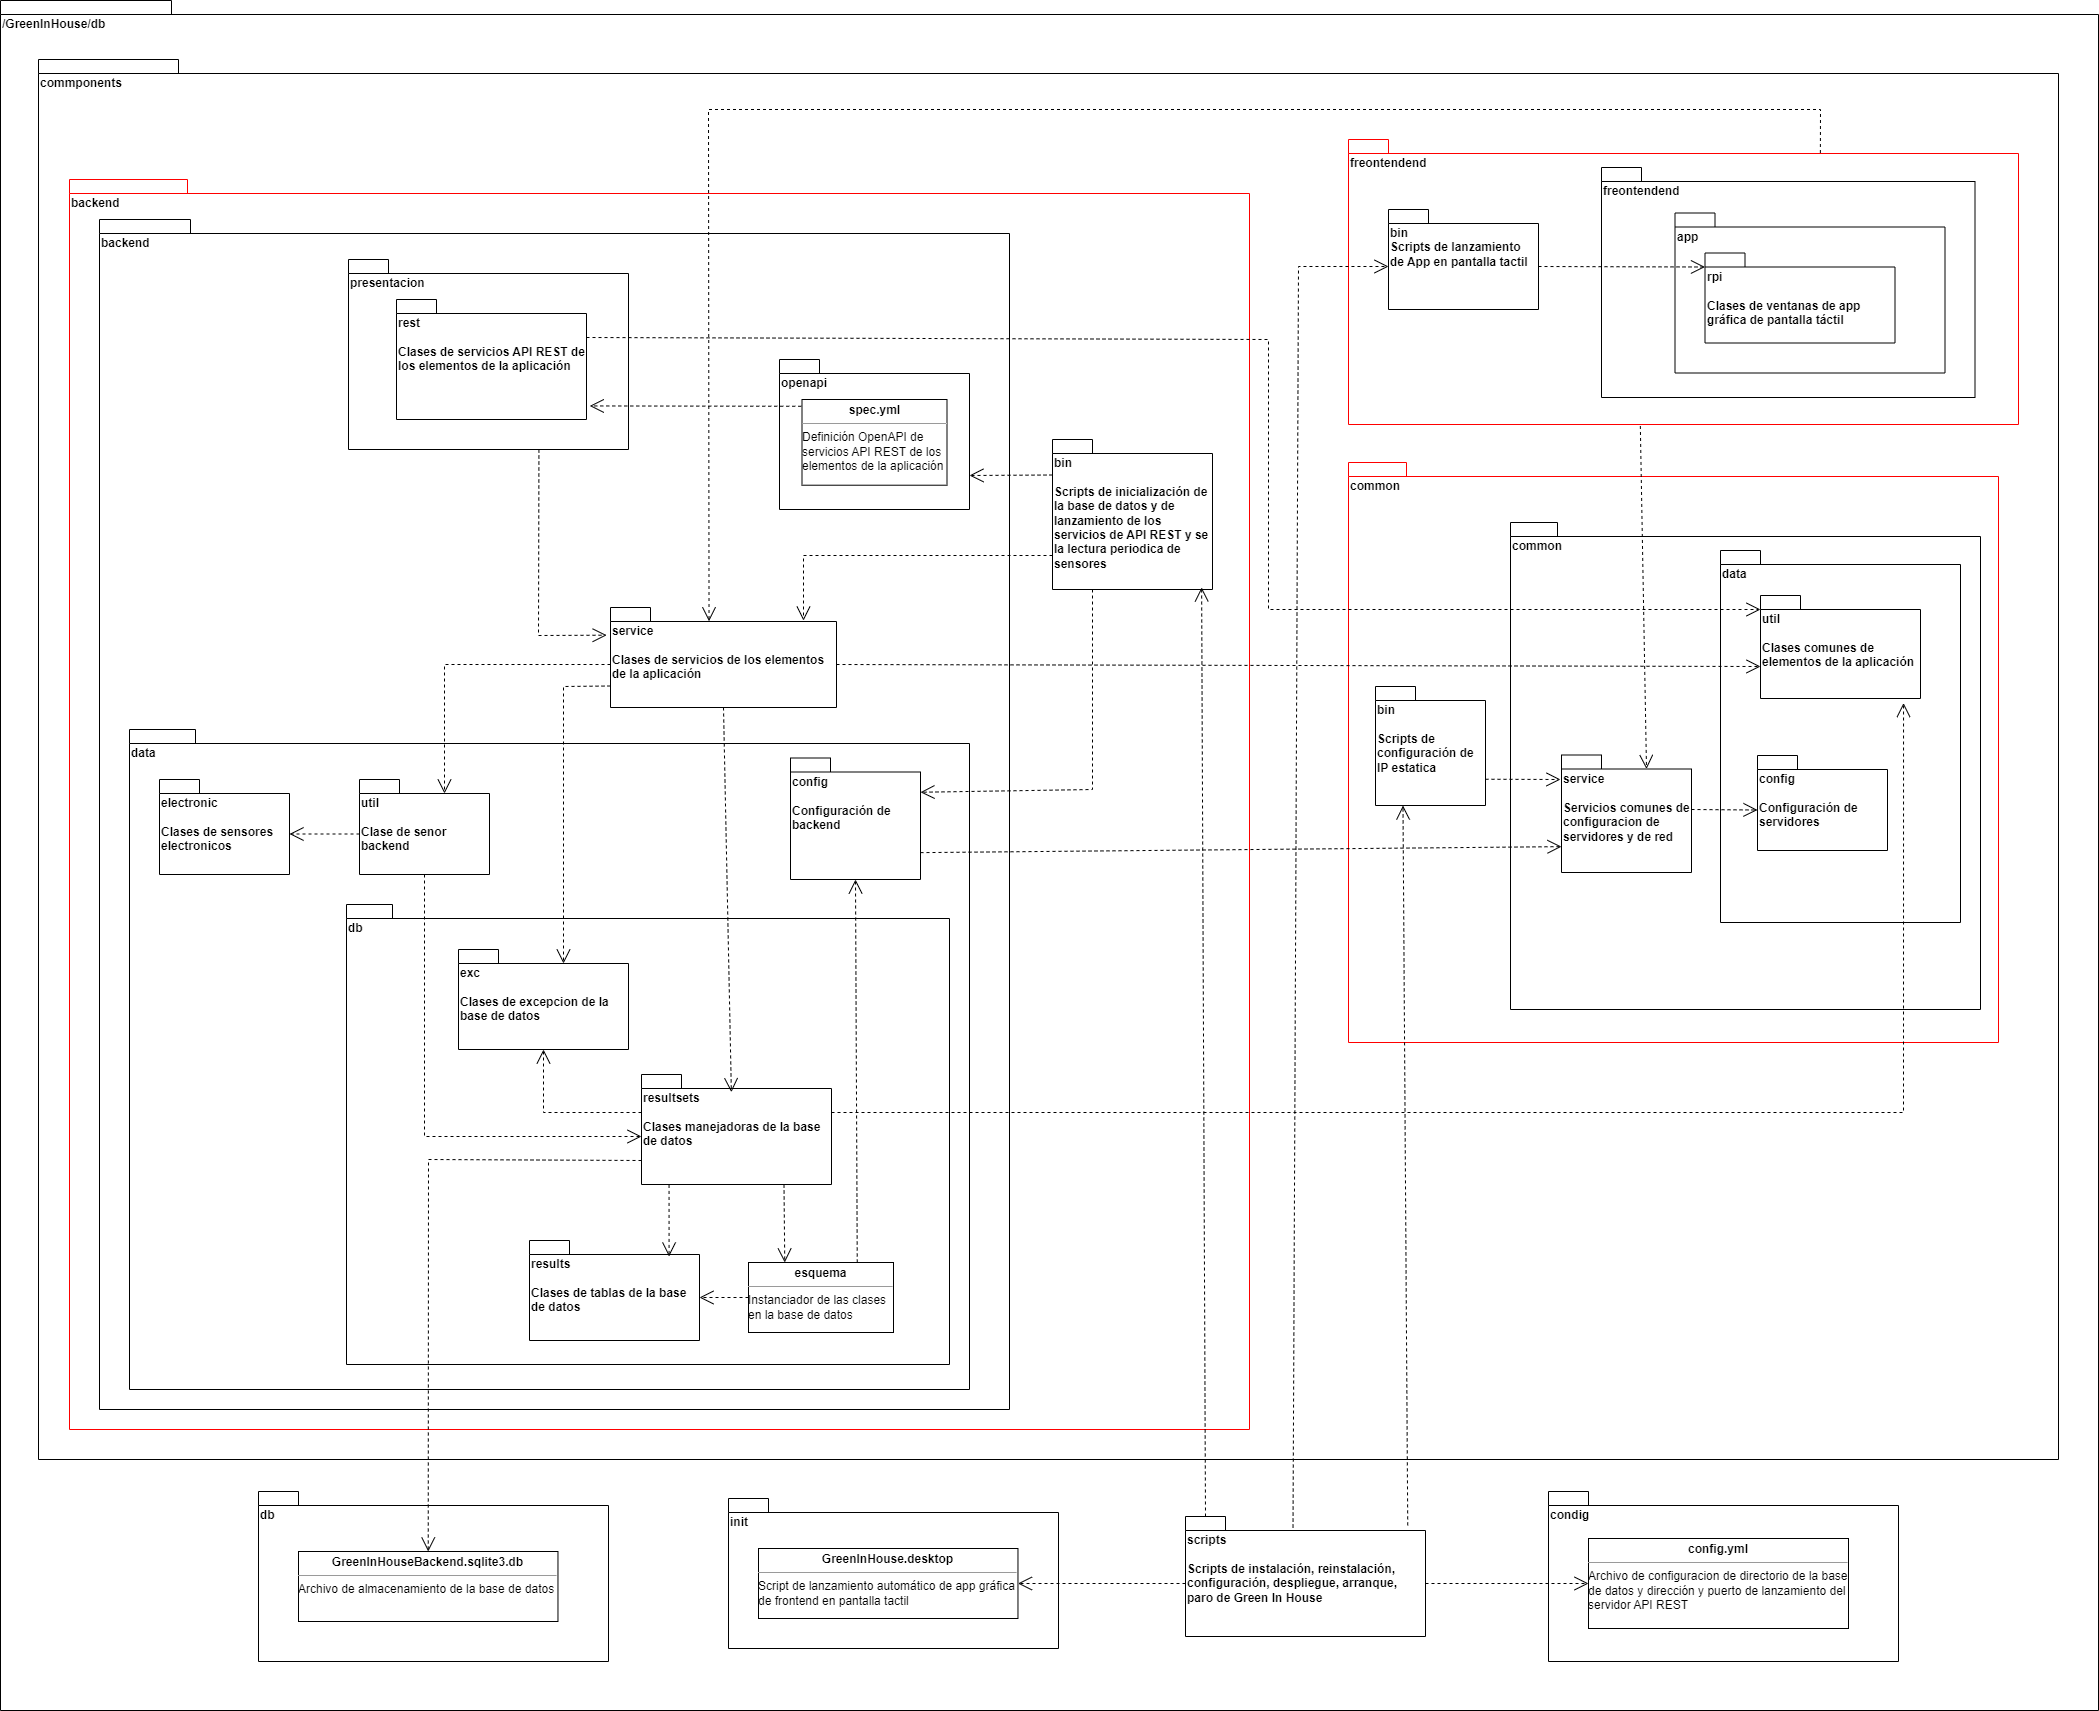 /GreenInHouse/db
commponents
backend
backend
presentacion
rest
Clases de servicios API REST de
los elementos de la aplicación
openapi
spec.yml
Definición OpenAPI de
servicios API REST de los
elementos de la aplicación
bin
Scripts de inicialización de
la base de datos y de
lanzamiento de los
servicios de API REST y se
la lectura periodica de
sensores
service
Clases de servicios de los elementos
de la aplicación
data
electronic
Clases de sensores
electronicos
util
Clase de senor
backend
config
Configuración de
backend
db
exc
Clases de excepcion de la
base de datos
resultsets
Clases manejadoras de la base
de datos
results
Clases de tablas de la base
de datos
esquema
Instanciador de las clases
en la base de datos
freontendend
bin
Scripts de lanzamiento
de App en pantalla tactil
freontendend
app
rpi
Clases de ventanas de app
gráfica de pantalla táctil
common
common
data
util
Clases comunes de
elementos de la aplicación
bin
Scripts de
configuración de
IP estatica
service
Servicios comunes de
configuracion de
servidores y de red
config
Configuración de
servidores
db
GreenInHouseBackend.sqlite3.db
Archivo de almacenamiento de la base de datos
init
GreenInHouse.desktop
Script de lanzamiento automático de app gráfica
de frontend en pantalla tactil
scripts
Scripts de instalación, reinstalación,
configuración, despliegue, arranque,
paro de Green In House
condig
config.yml
Archivo de configuracion de directorio de la base
de datos y dirección y puerto de lanzamiento del
servidor API REST